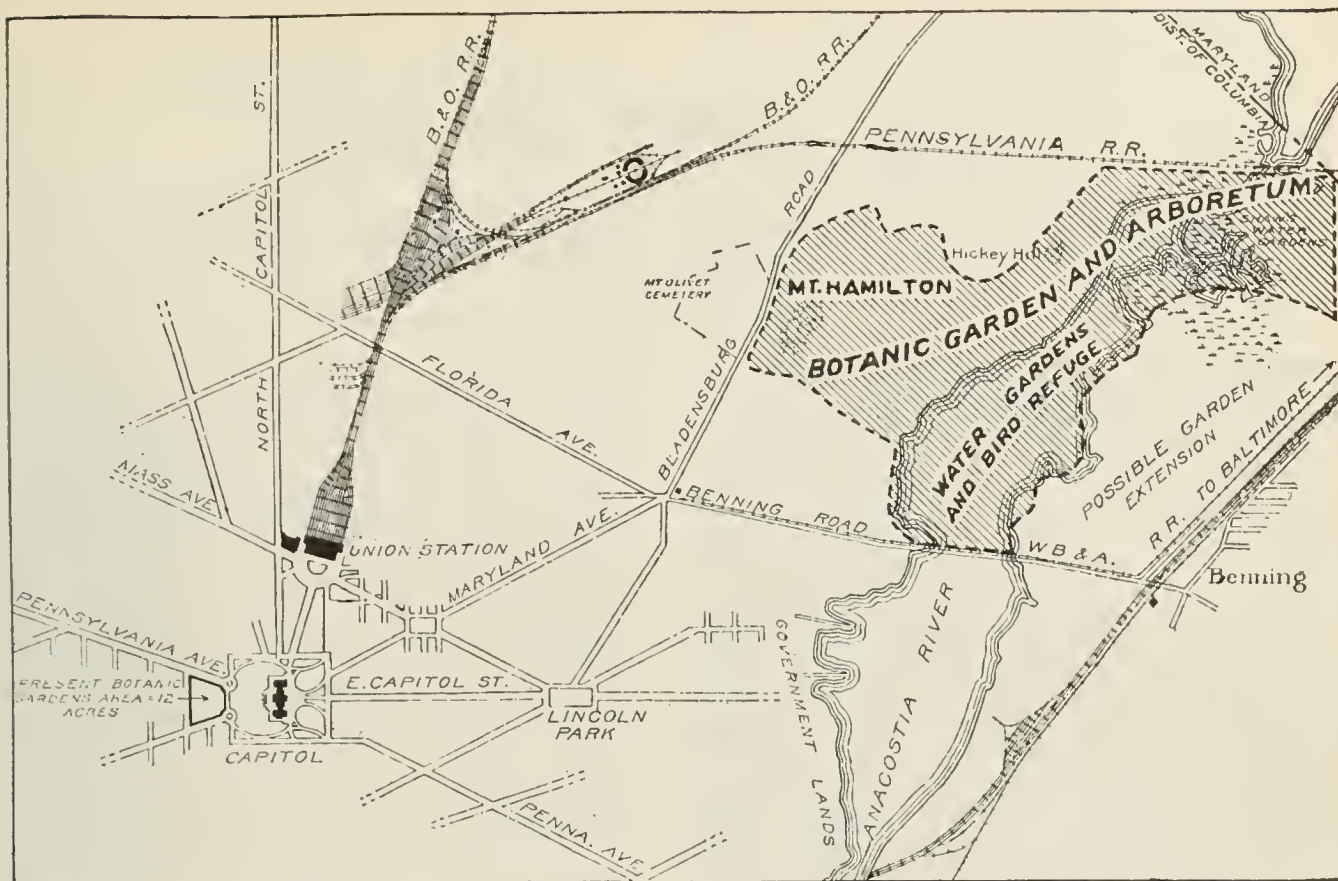 MARYLAND
DIST. OF COLUMBIA
NORTH CAPITOL ST.
B.&O. R.R.
B.&O. R.R.
PENNSYLVANIA R.R.
BLADENSBURG ROAD
MT OLIVET
CEMETERY
MT. HAMILTON
Hickey Hill
BOTANIC GARDEN AND ARBORETUM
SHAW'S
WATER
GARDENS
WATER GARDENS
AND BIRD REFUGE
POSSIBLE GARDEN
EXTENSION
R.R. TO BALTIMORE
FLORIDA AVE.
MASS AVE
UNION STATION
MARYLAND AVE.
BENNING ROAD
W B & A.
Benning
PENNSYLVANIA AVE.
PRESENT BOTANIC
GARDENS AREA=12
ACRES
E. CAPITOL ST.
LINCOLN
PARK
CAPITOL
PENNA. AVE
GOVERNMENT LANDS
ANACOSTIA RIVER